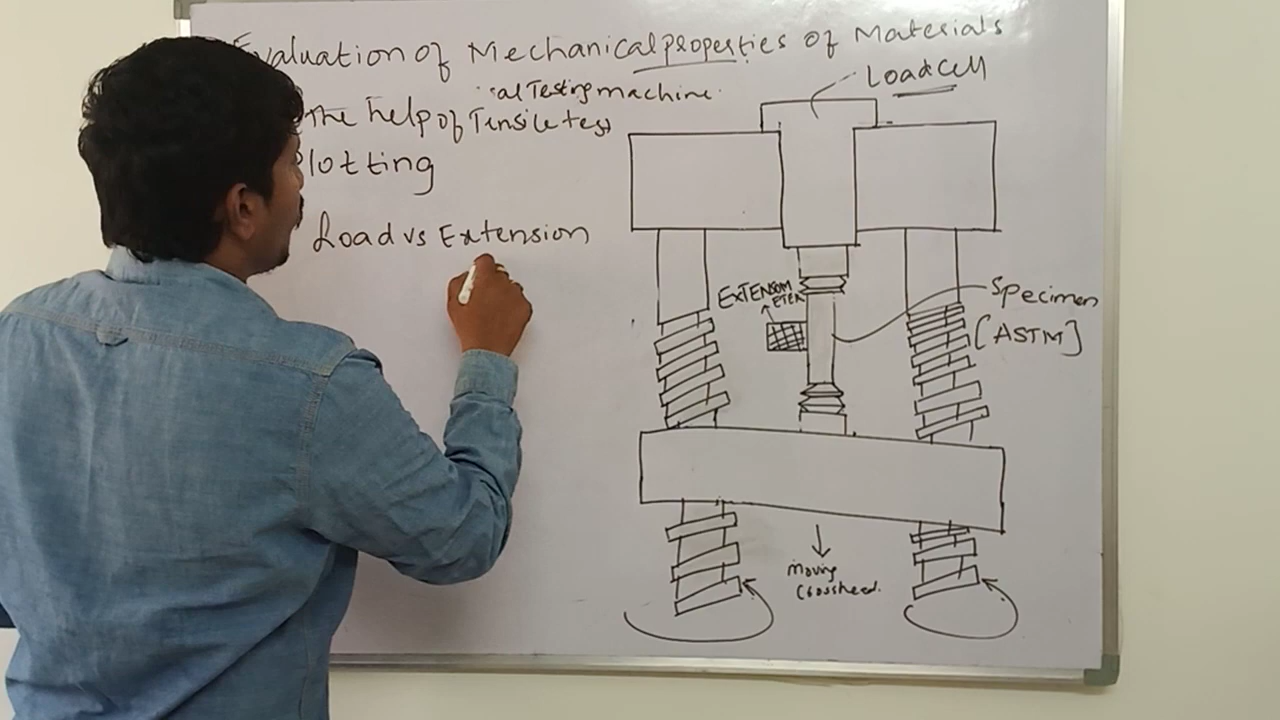 Evaluation of Mechanical properties of Materials
Load Cell
Testing machine
the help of Tensile test
Plotting
Load vs Extension
EXTENSOM
ETER
Specimen
[ASTM]
Moving
Crosshead.